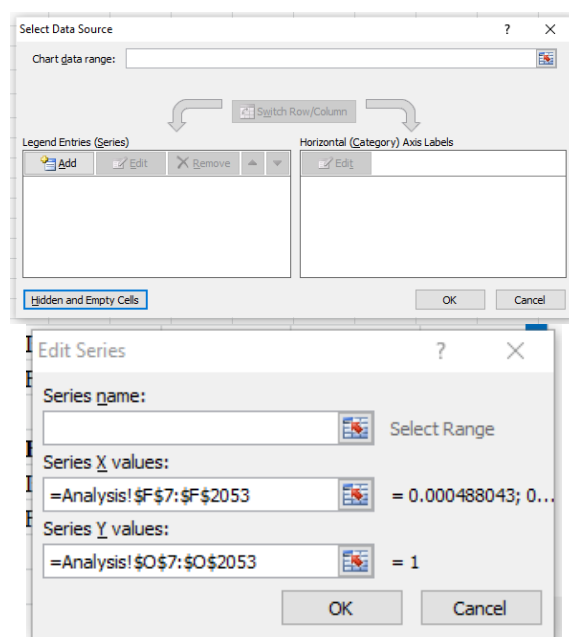 Select Data Source ? ×
Chart data range:
Switch Row/Column
Legend Entries (Series) Horizontal (Category) Axis Labels
Add Edit Remove Edit
Hidden and Empty Cells OK Cancel
Edit Series ? ×
Series name:
Select Range
Series X values:
=Analysis!$F$7:$F$2053 = 0.000488043; 0...
Series Y values:
=Analysis!$O$7:$O$2053 = 1
OK Cancel